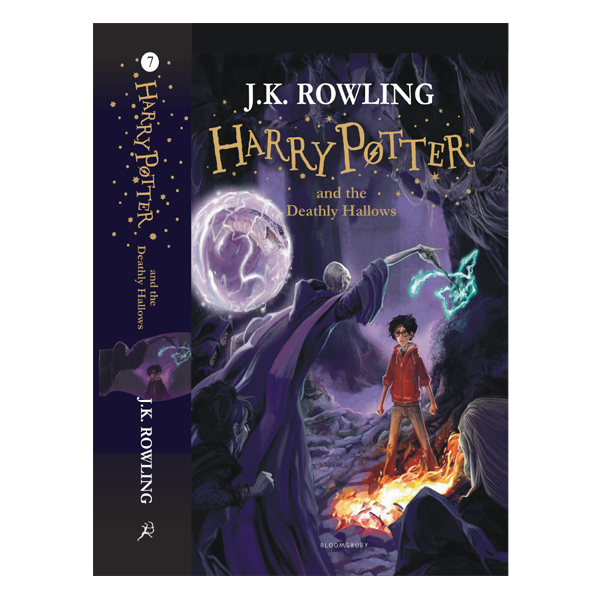 7
HARRY POTTER
and the
Deathly Hallows
J.K. ROWLING
J.K. ROWLING
HARRY POTTER
and the
Deathly Hallows
BLOOMSBURY